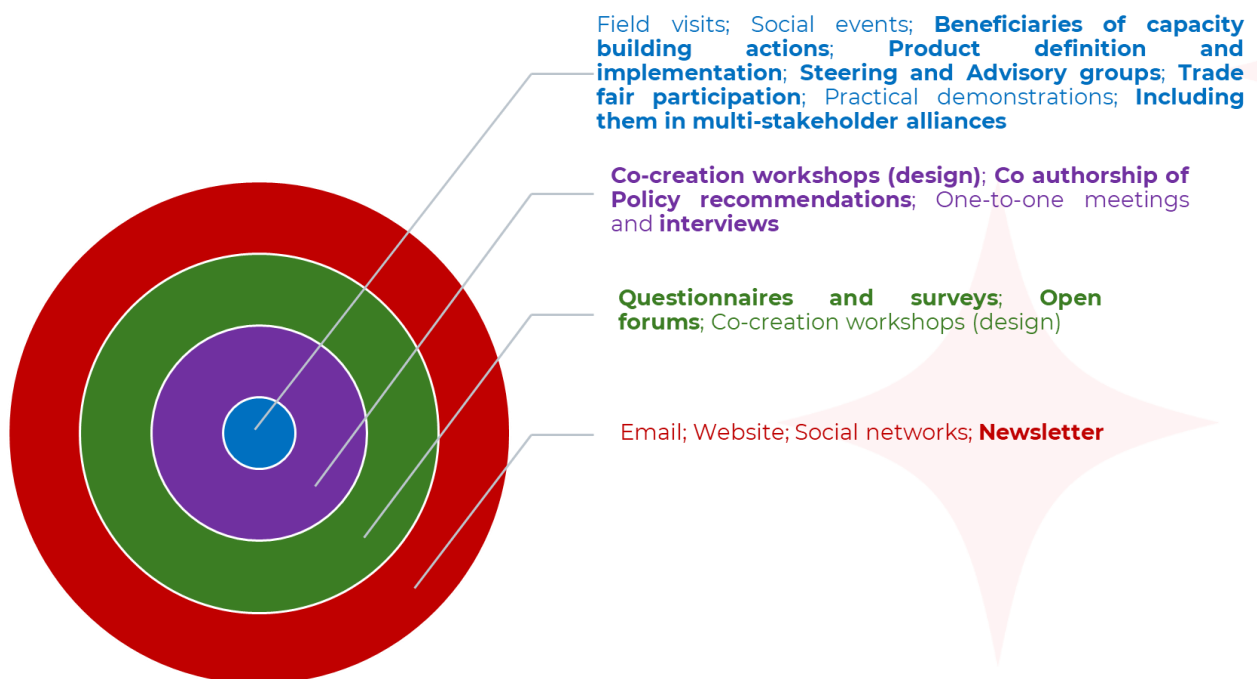 Field visits; Social events; Beneficiaries of capacity
building actions; Product definition and
implementation; Steering and Advisory groups; Trade
fair participation; Practical demonstrations; Including
them in multi-stakeholder alliances
Co-creation workshops (design); Co authorship of
Policy recommendations; One-to-one meetings
and interviews
Questionnaires and surveys; Open
forums; Co-creation workshops (design)
Email; Website; Social networks; Newsletter